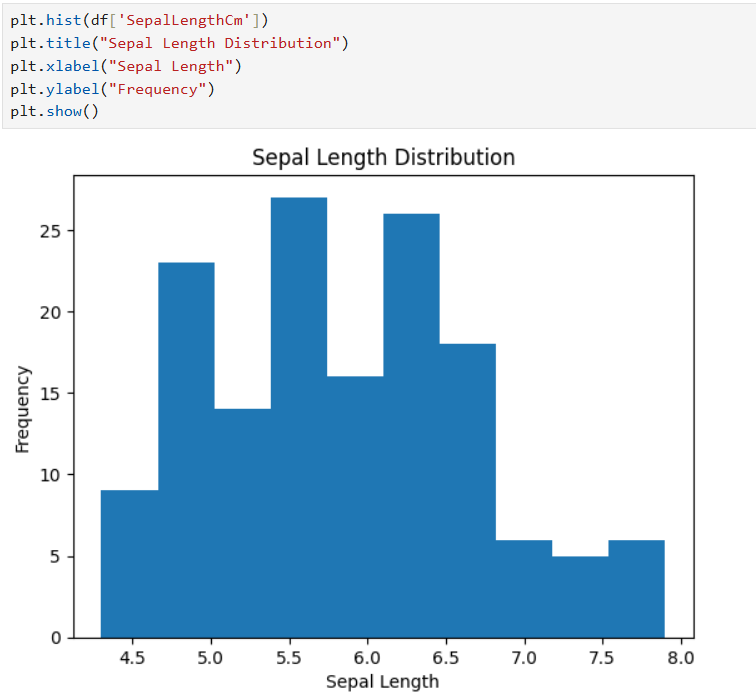 plt.hist(df['SepalLengthCm'])
plt.title("Sepal Length Distribution")
plt.xlabel("Sepal Length")
plt.ylabel("Frequency")
plt.show()
Sepal Length Distribution
Frequency
25
20
15
10
5
0
4.5 5.0 5.5 6.0 6.5 7.0 7.5 8.0
Sepal Length